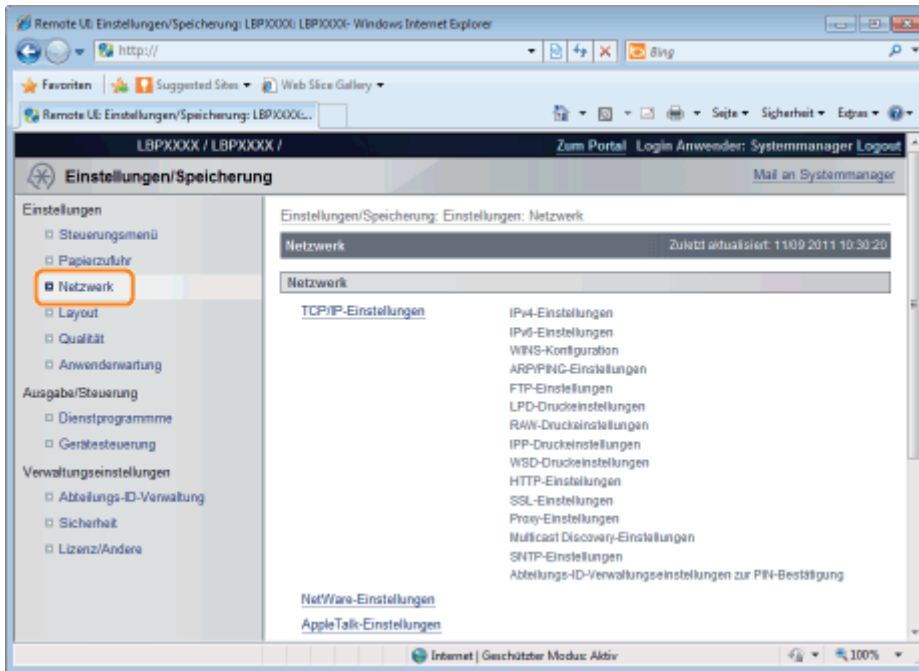 Remote UI: Einstellungen/Speicherung: LBPXXXX: LBPXXXX- Windows Internet Explorer
http://
Bing
Favoriten Suggested Sites Web Slice Gallery
Remote UI: Einstellungen/Speicherung: LBPXXXX:...
Seite Sicherheit Extras
LBPXXXX / LBPXXXX /
Zum Portal Login Anwender: Systemmanager Logout
Einstellungen/Speicherung
Mail an Systemmanager
Einstellungen
Steuerungsmenü
Papierzufuhr
Netzwerk
Layout
Qualität
Anwenderwartung
Ausgabe/Steuerung
Dienstprogrammme
Gerätesteuerung
Verwaltungseinstellungen
Abteilungs-ID-Verwaltung
Sicherheit
Lizenz/Andere
Einstellungen/Speicherung: Einstellungen: Netzwerk
Netzwerk
Zuletzt aktualisiert: 11/09 2011 10:30:20
Netzwerk
TCP/IP-Einstellungen
IPv4-Einstellungen
IPv6-Einstellungen
WINS-Konfiguration
ARP/PING-Einstellungen
FTP-Einstellungen
LPD-Druckeinstellungen
RAW-Druckeinstellungen
IPP-Druckeinstellungen
WSD-Druckeinstellungen
HTTP-Einstellungen
SSL-Einstellungen
Proxy-Einstellungen
Multicast Discovery-Einstellungen
SNTP-Einstellungen
Abteilungs-ID-Verwaltungseinstellungen zur PIN-Bestätigung
NetWare-Einstellungen
AppleTalk-Einstellungen
Internet | Geschützter Modus: Aktiv
100%